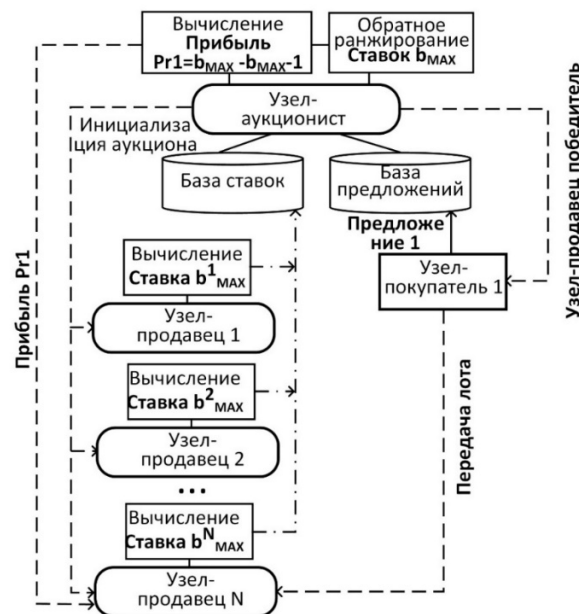 Вычисление
Прибыль
Pr1=bMAX -bMAX-1
Обратное
ранжирование
Ставок bMAX
Узел-
аукционист
Инициализа
ция аукциона
База ставок
База
предложений
Предложе
ние 1
Узел-
покупатель 1
Узел-продавец победитель
Прибыль Pr1
Вычисление
Ставка b1MAX
Узел-
продавец 1
Вычисление
Ставка b2MAX
Узел-
продавец 2
...
Вычисление
Ставка bNMAX
Узел-
продавец N
Передача лота